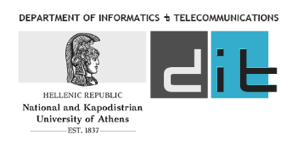 DEPARTMENT OF INFORMATICS & TELECOMMUNICATIONS
dit
HELLENIC REPUBLIC
National and Kapodistrian
University of Athens
EST. 1837